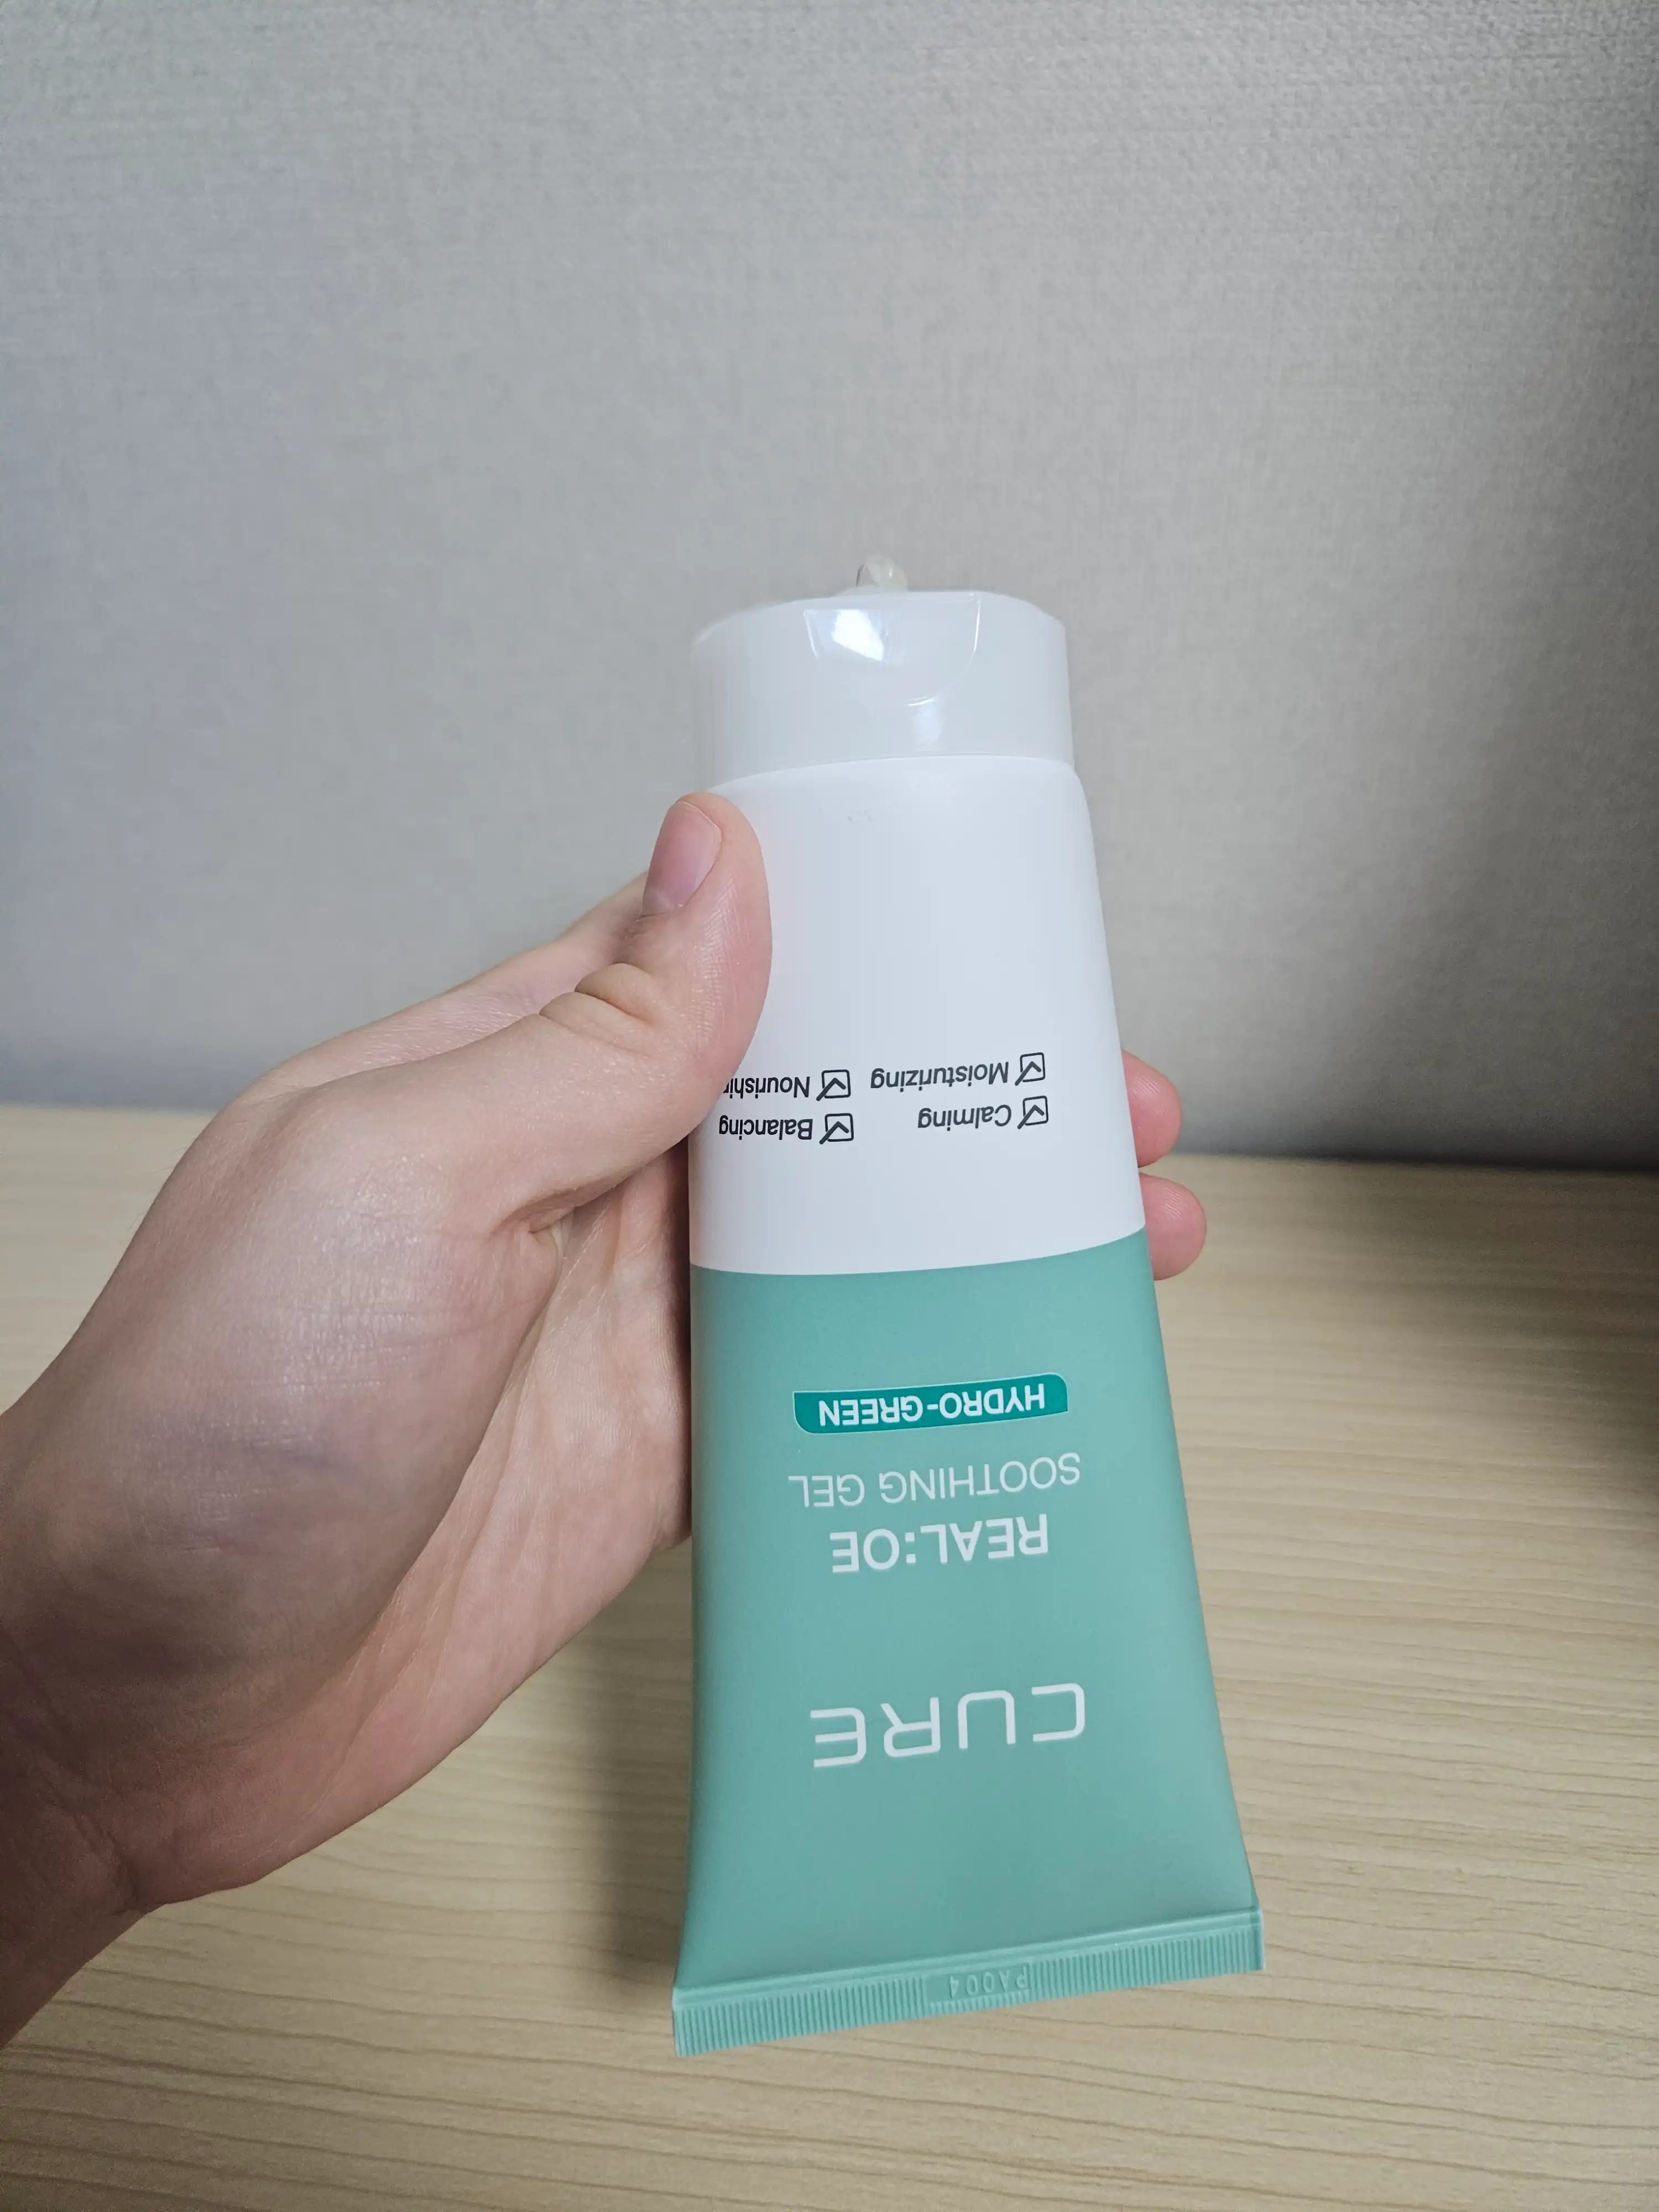 CURE
REAL:OE
SOOTHING GEL
HYDRO-GREEN
Calming Balancing
Moisturizing
PA004